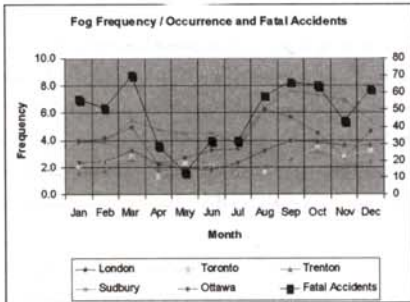 Fog Frequency / Occurrence and Fatal Accidents
10.0
8.0
6.0
4.0
2.0
0.0
Frequency
80
70
60
50
40
30
20
10
0
Jan Feb Mar Apr May Jun Jul Aug Sep Oct Nov Dec
Month
London Toronto Trenton
Sudbury Ottawa Fatal Accidents